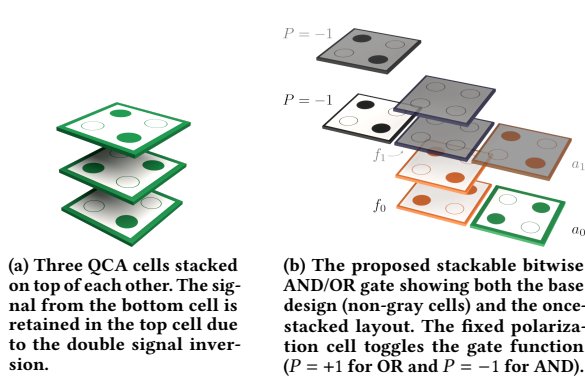 P = −1
P = −1
f₁
a₁
f₀
a₀
(a) Three QCA cells stacked
on top of each other. The sig-
nal from the bottom cell is
retained in the top cell due
to the double signal inver-
sion.
(b) The proposed stackable bitwise
AND/OR gate showing both the base
design (non-gray cells) and the once-
stacked layout. The fixed polariza-
tion cell toggles the gate function
(P = +1 for OR and P = −1 for AND).